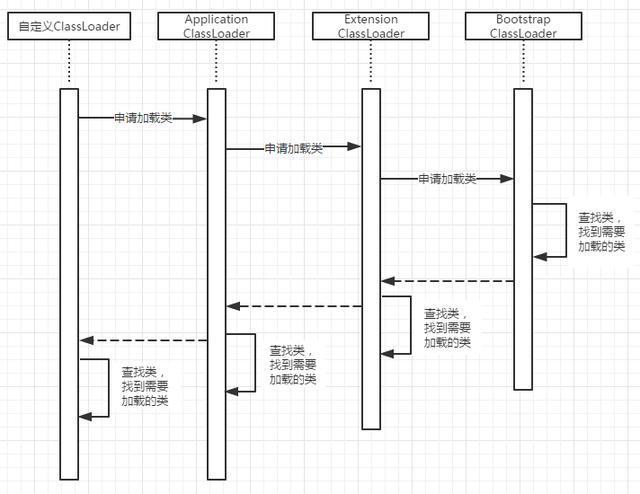 自定义ClassLoader
Application
ClassLoader
Extension
ClassLoader
Bootstrap
ClassLoader
申请加载类
申请加载类
申请加载类
查找类，
找到需要
加载的类
查找类，
找到需要
加载的类
查找类，
找到需要
加载的类
查找类，
找到需要
加载的类